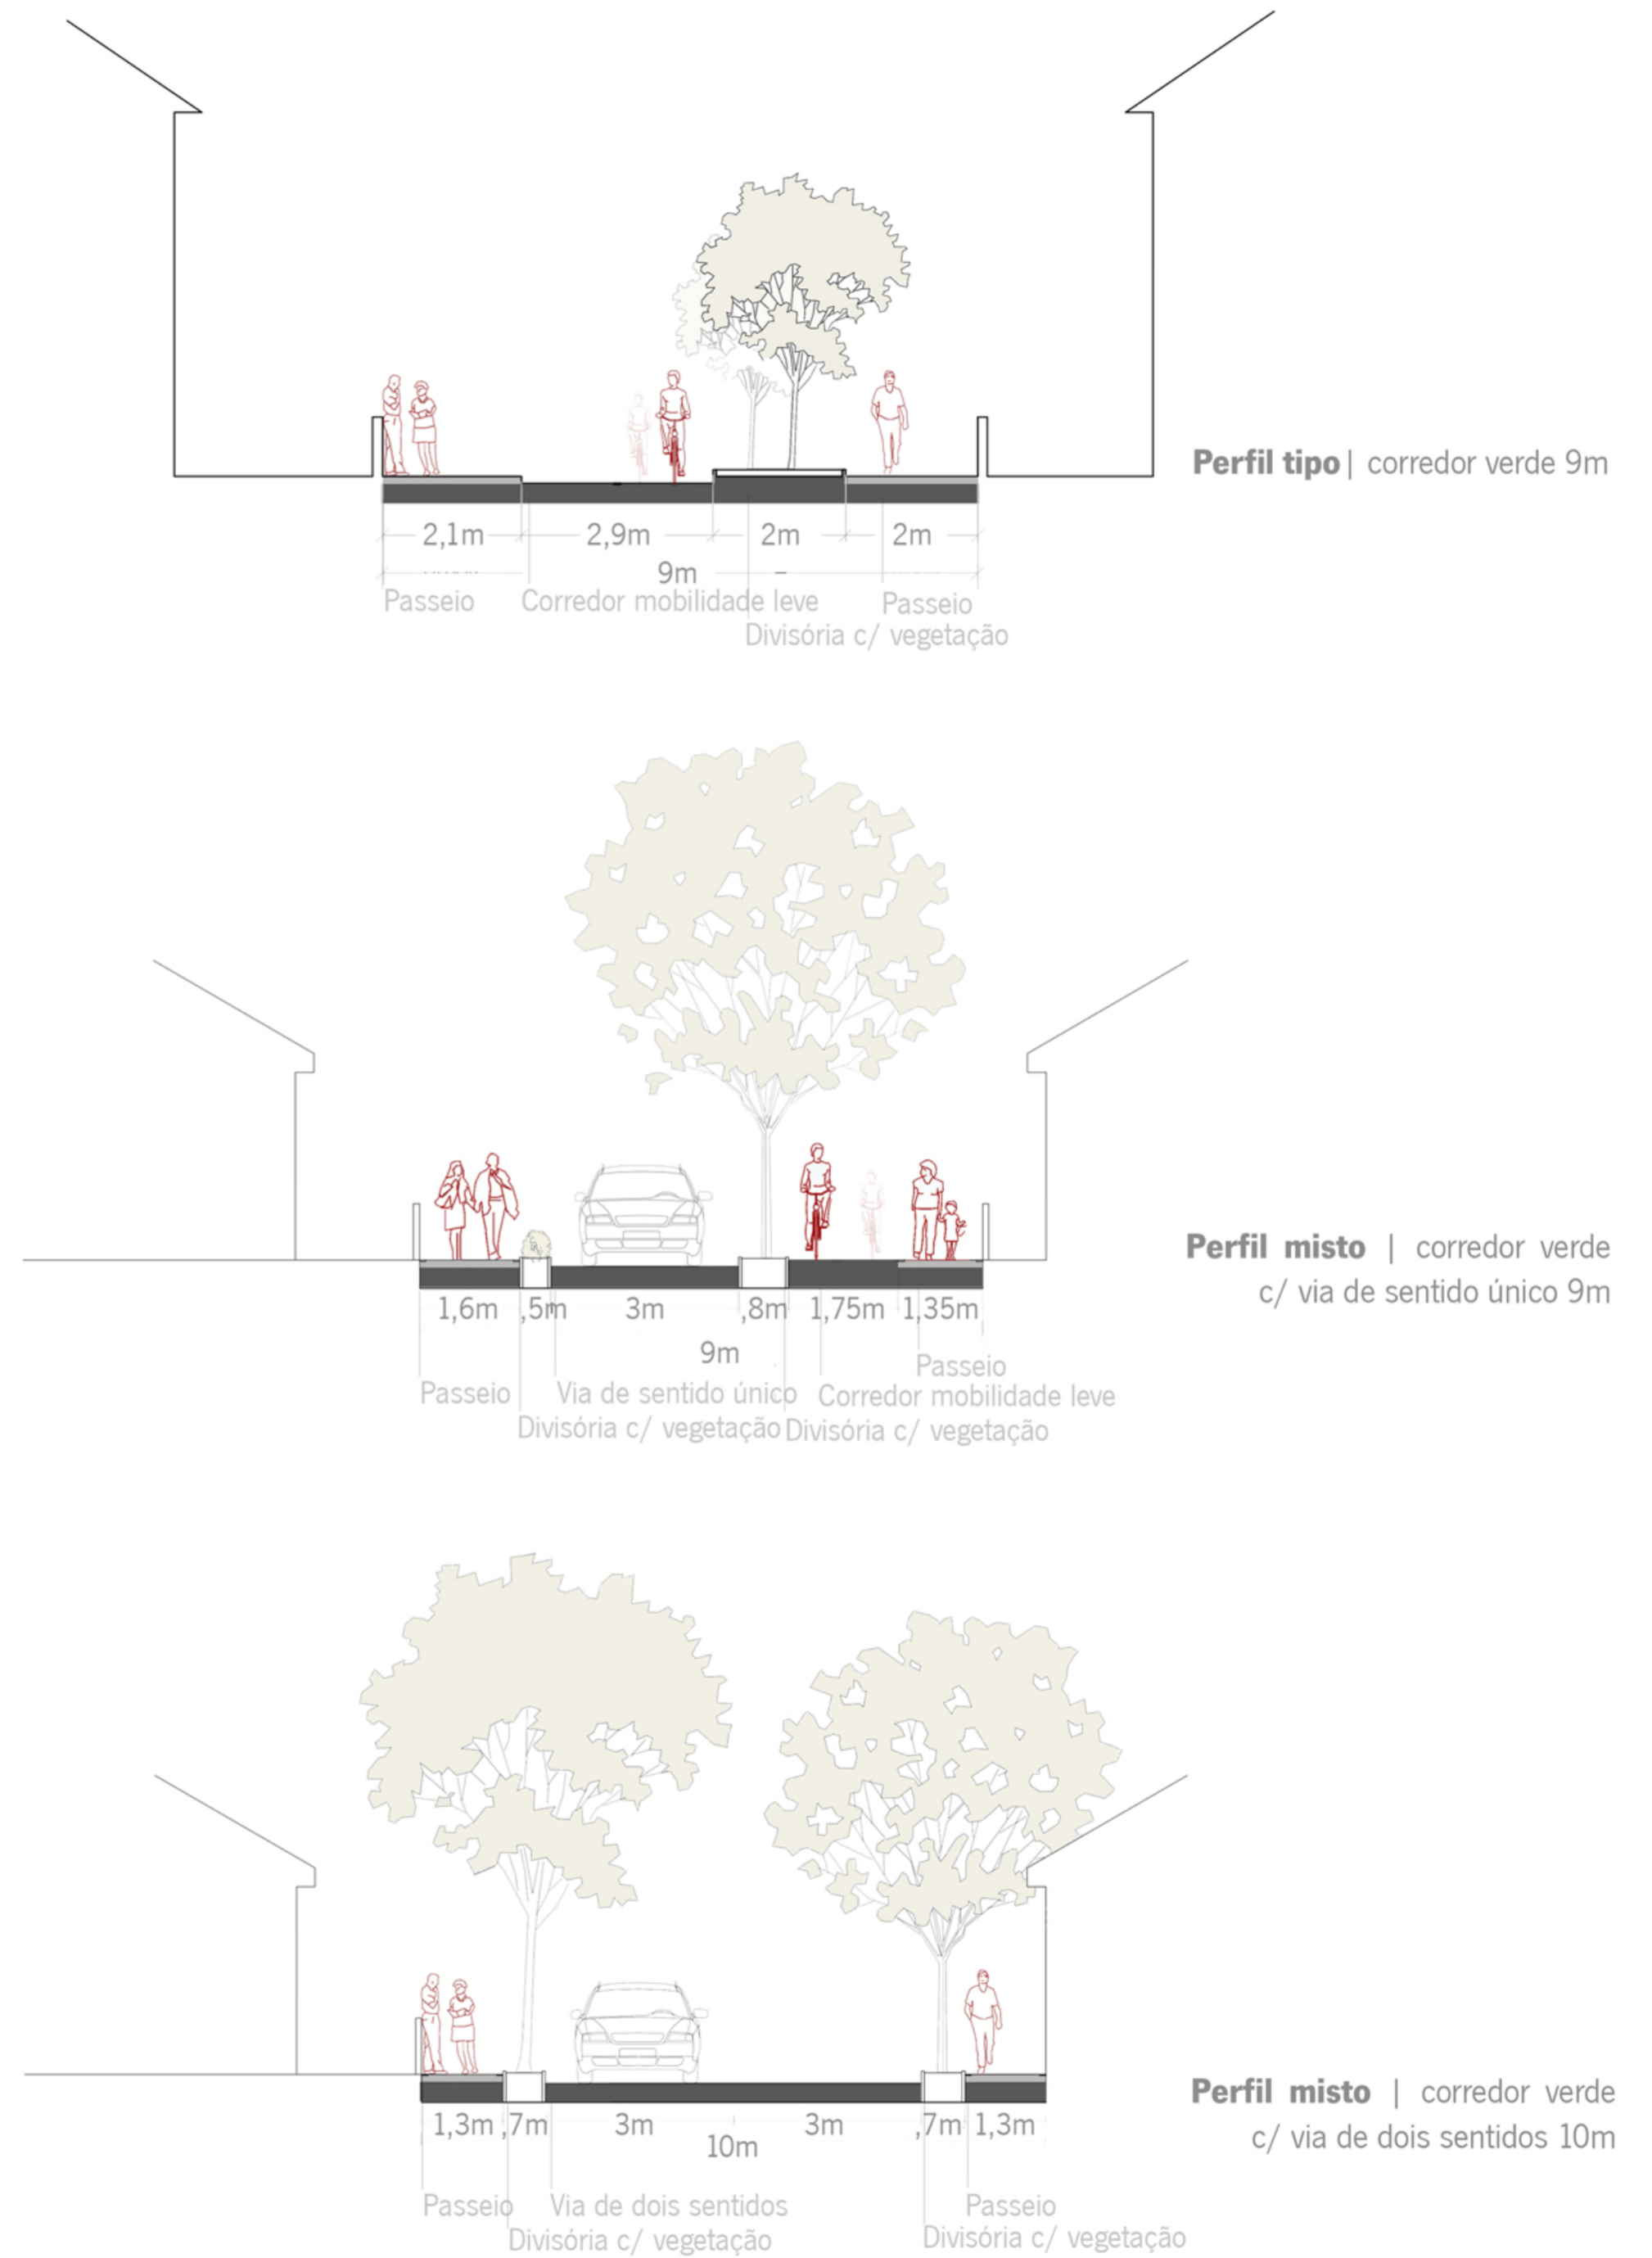 Perfil tipo| corredor verde 9m
2,1m 2,9m 2m 2m
9m
Passeio Corredor mobilidade leve Passeio
Divisória c/ vegetação
Perfil misto | corredor verde
c/ via de sentido único 9m
1,6m ,5m 3m ,8m 1,75m 1,35m
9m
Passeio
Passeio Via de sentido único Corredor mobilidade leve
Divisória c/ vegetação Divisória c/ vegetação
Perfil misto | corredor verde
c/ via de dois sentidos 10m
1,3m ,7m 3m 3m ,7m 1,3m
10m
Passeio Via de dois sentidos Passeio
Divisória c/ vegetação Divisória c/ vegetação